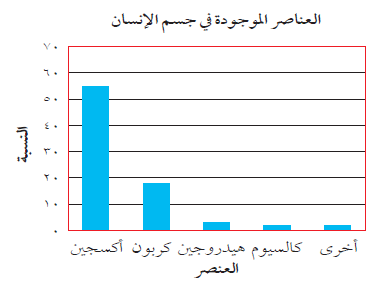 العناصر الموجودة في جسم الإنسان
النسبة
٧٠
٦٠
٥٠
٤٠
٣٠
٢٠
١٠
٠
أكسجين كربون هيدروجين كالسيوم أخرى
العنصر